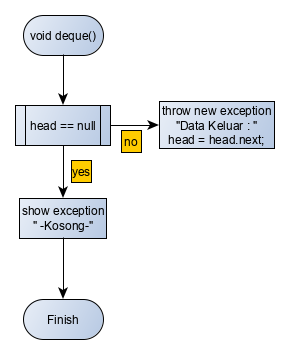 void deque()
head == null
no
throw new exception
"Data Keluar : "
head = head.next;
yes
show exception
" -Kosong-"
Finish